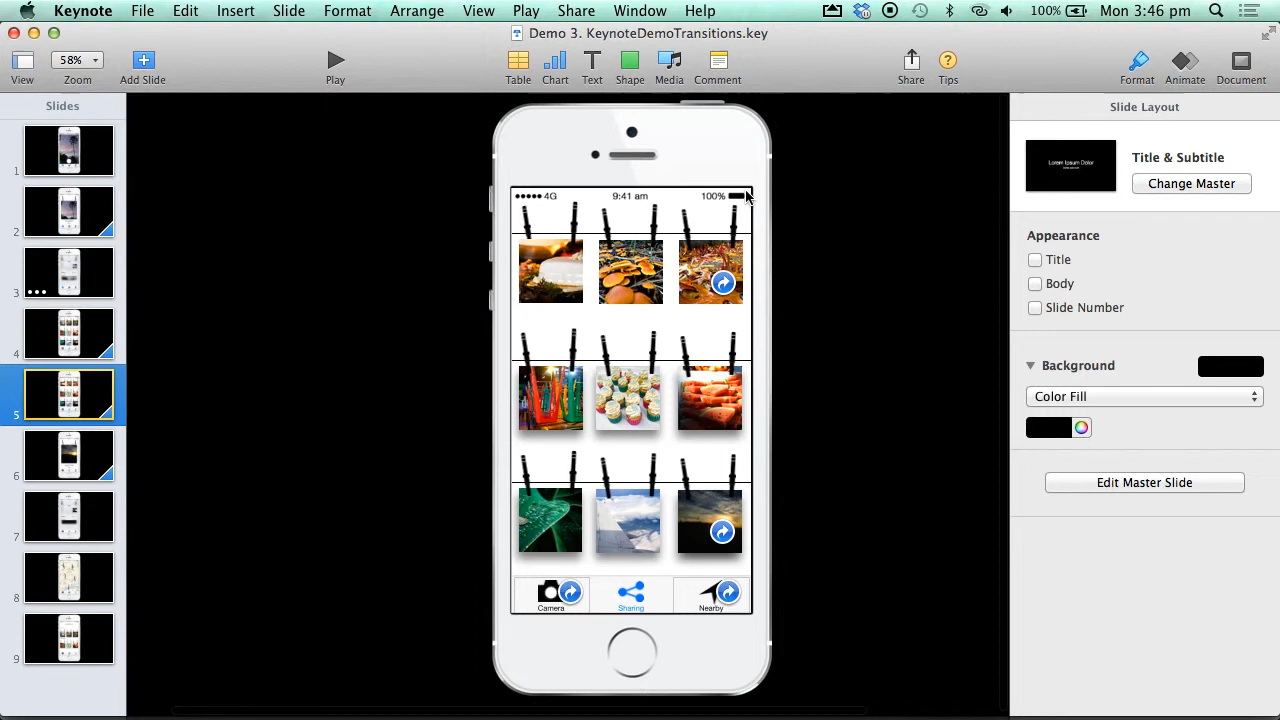 Keynote File Edit Insert Slide Format Arrange View Play Share Window Help 100% Mon 3:46 pm
Demo 3. KeynoteDemoTransitions.key
58%
View Zoom Add Slide Play Table Chart Text Shape Media Comment Share Tips Format Animate Document
Slides
1
2
3
4
5
6
7
8
9
4G 9:41 am 100%
Camera Sharing Nearby
Slide Layout
Lorem Ipsum Dolor
Title & Subtitle
Change Master
Appearance
Title
Body
Slide Number
Background
Color Fill
Edit Master Slide